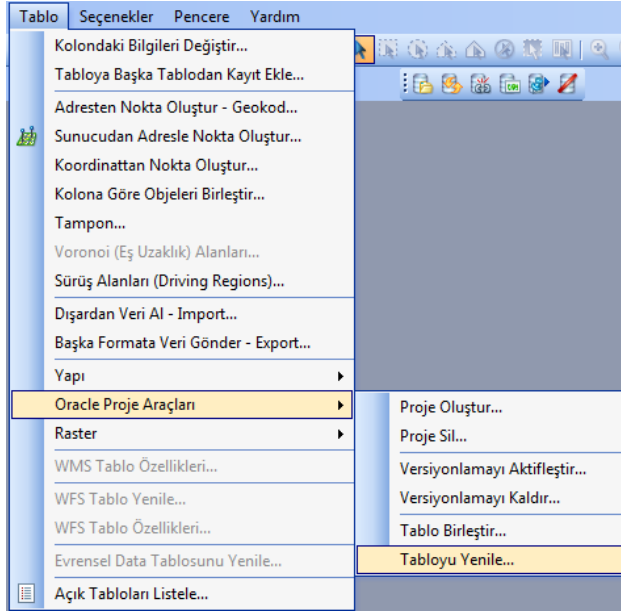 Tablo Seçenekler Pencere Yardım
Kolondaki Bilgileri Değiştir...
Tabloya Başka Tablodan Kayıt Ekle...
Adresten Nokta Oluştur - Geokod...
Sunucudan Adresle Nokta Oluştur...
Koordinattan Nokta Oluştur...
Kolona Göre Objeleri Birleştir...
Tampon...
Voronoi (Eş Uzaklık) Alanları...
Sürüş Alanları (Driving Regions)...
Dışardan Veri Al - Import...
Başka Formata Veri Gönder - Export...
Yapı
Oracle Proje Araçları
Raster
WMS Tablo Özellikleri...
WFS Tablo Yenile...
WFS Tablo Özellikleri...
Evrensel Data Tablosunu Yenile...
Açık Tabloları Listele...
Proje Oluştur...
Proje Sil...
Versiyonlamayı Aktifleştir...
Versiyonlamayı Kaldır...
Tablo Birleştir...
Tabloyu Yenile...